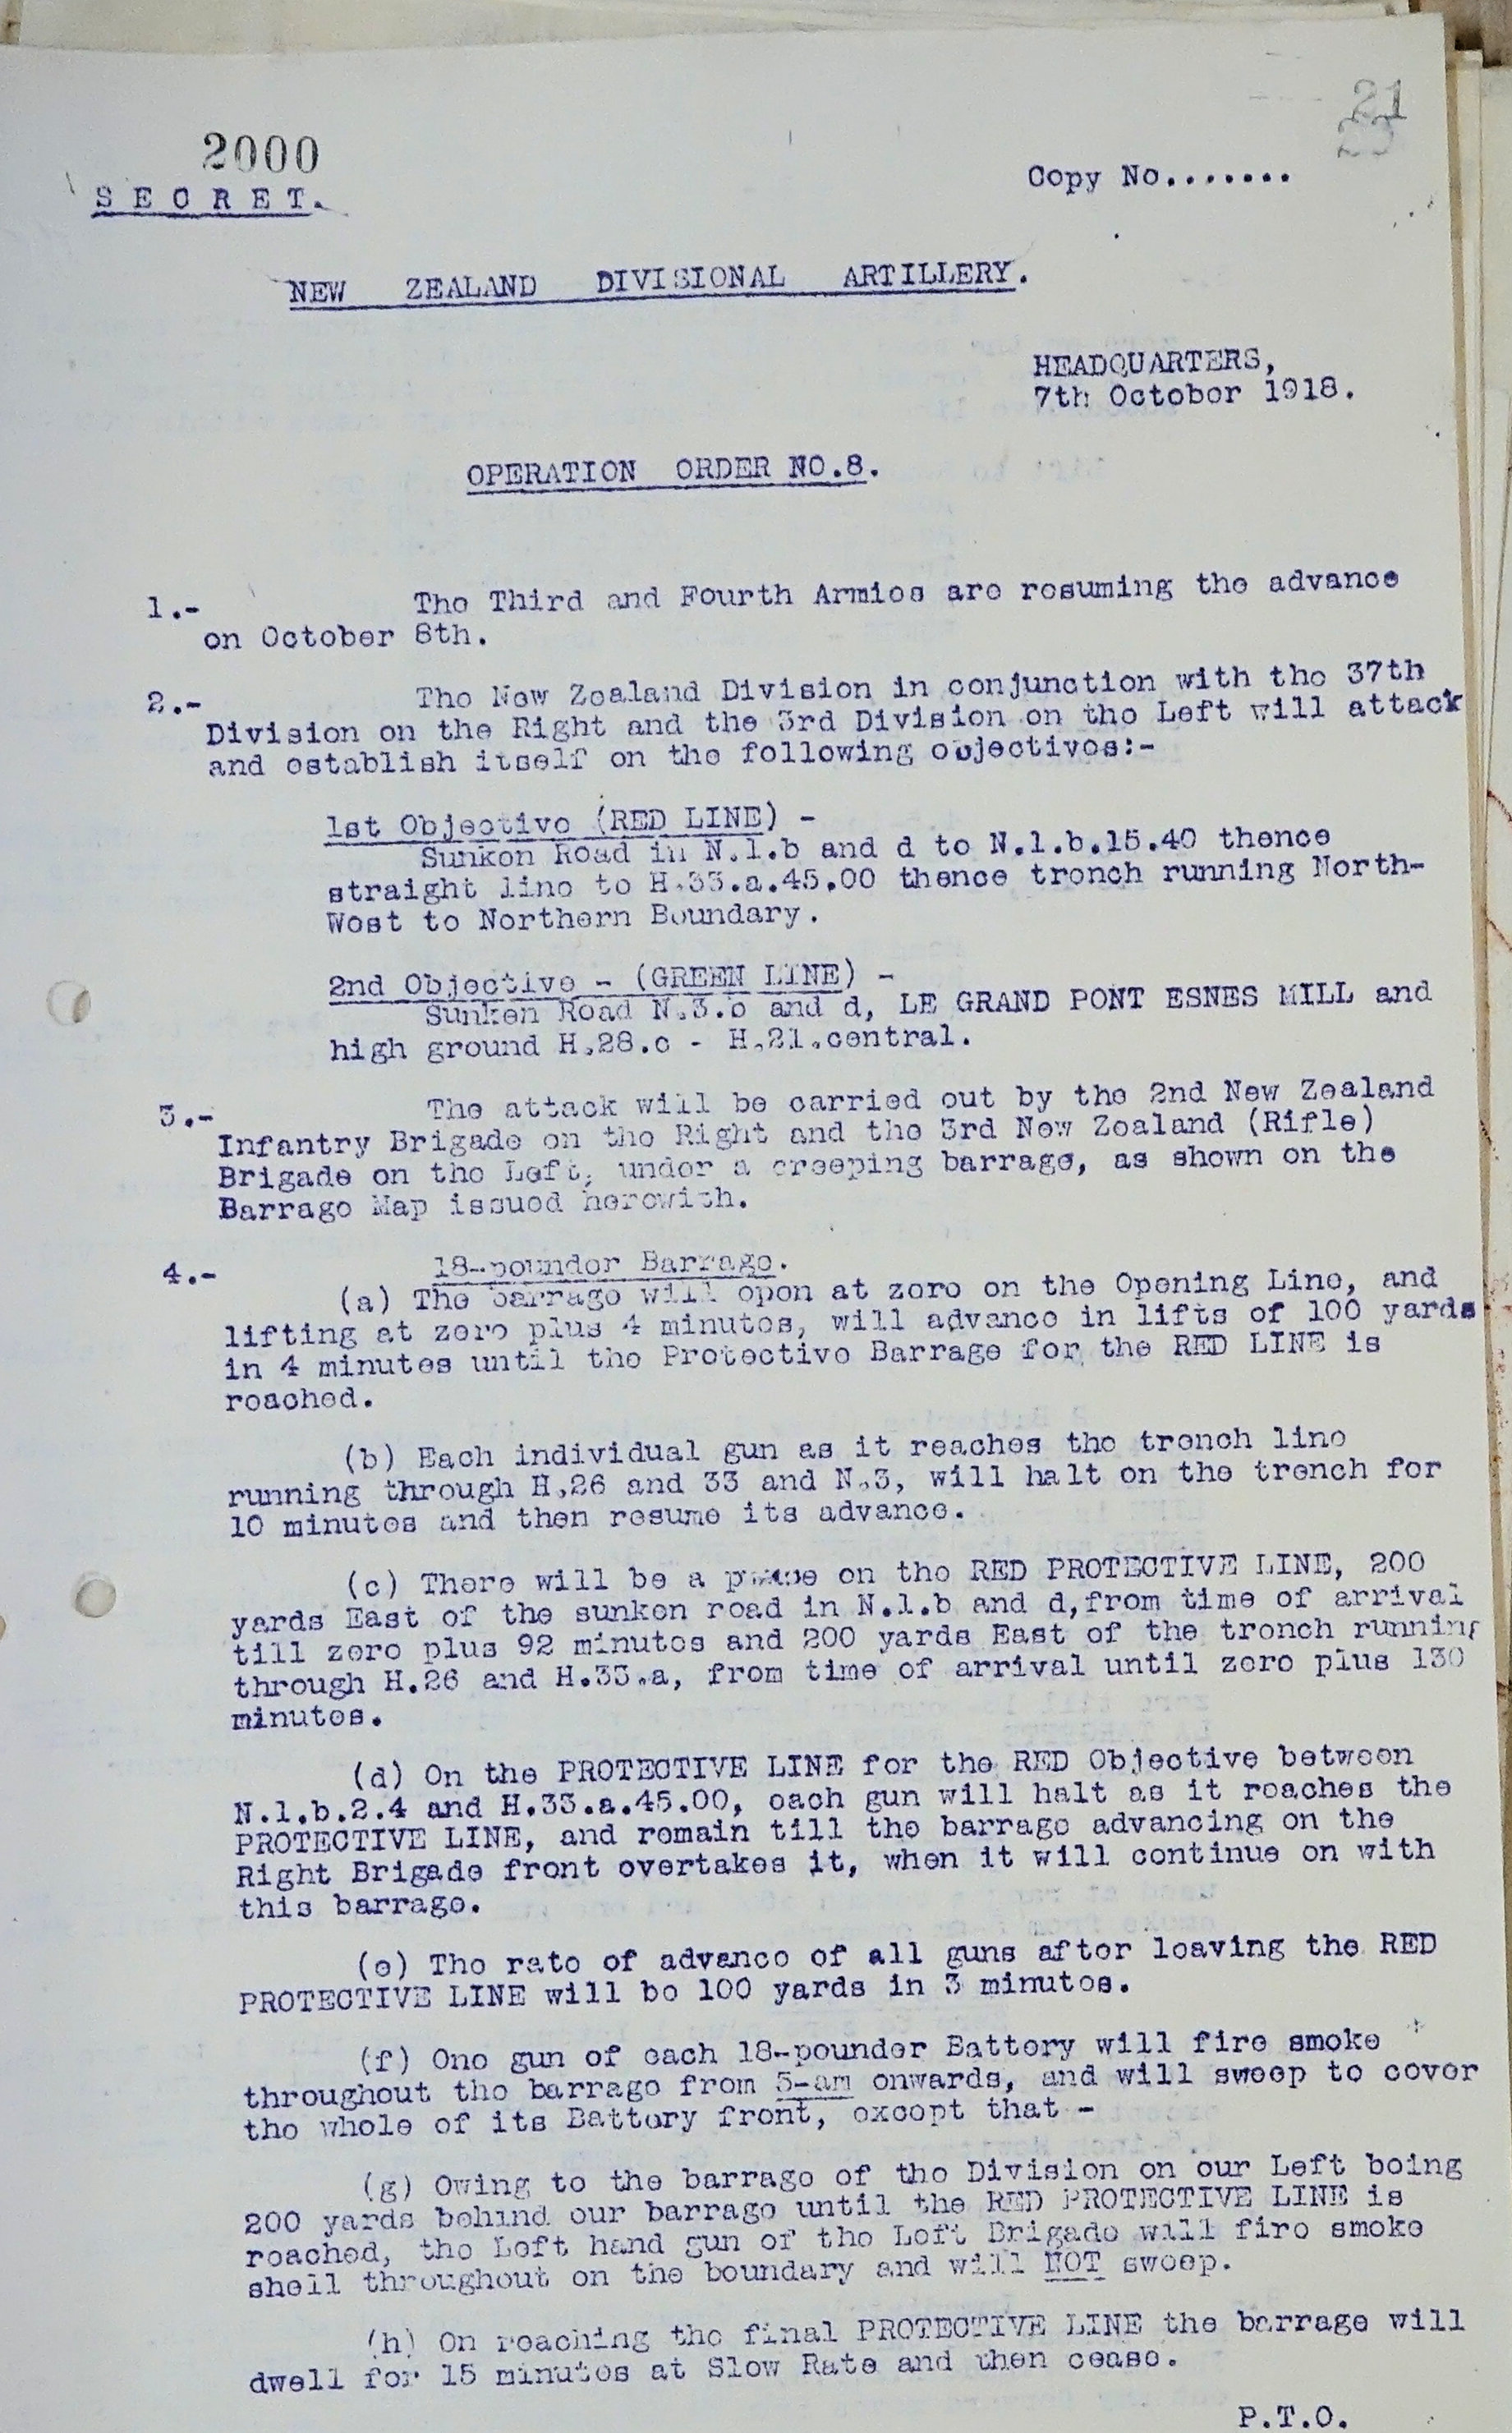 21
23
2000
SECRET.
Copy No.......
NEW ZEALAND DIVISIONAL ARTILLERY.
HEADQUARTERS,
7th October 1918.
OPERATION ORDER NO.8.
1.- The Third and Fourth Armies are resuming the advance
on October 8th.
2.- The New Zealand Division in conjunction with the 37th
Division on the Right and the 3rd Division on the Left will attack
and establish itself on the following objectives:-
1st Objective (RED LINE) -
Sunken Road in N.1.b and d to N.1.b.15.40 thence
straight line to H.33.a.45.00 thence trench running North-
West to Northern Boundary.
2nd Objective - (GREEN LINE) -
Sunken Road N.3.b and d, LE GRAND PONT ESNES MILL and
high ground H.28.c - H.21.central.
3.- The attack will be carried out by the 2nd New Zealand
Infantry Brigade on the Right and the 3rd New Zealand (Rifle)
Brigade on the Left, under a creeping barrage, as shown on the
Barrage Map issued herewith.
4.- 18-pounder Barrage.
(a) The barrage will open at zero on the Opening Line, and
lifting at zero plus 4 minutes, will advance in lifts of 100 yards
in 4 minutes until the Protective Barrage for the RED LINE is
reached.
(b) Each individual gun as it reaches the trench line
running through H.26 and 33 and N.3, will halt on the trench for
10 minutes and then resume its advance.
(c) There will be a pause on the RED PROTECTIVE LINE, 200
yards East of the sunken road in N.1.b and d, from time of arrival
till zero plus 92 minutes and 200 yards East of the trench running
through H.26 and H.33.a, from time of arrival until zero plus 130
minutes.
(d) On the PROTECTIVE LINE for the RED Objective between
N.1.b.2.4 and H.33.a.45.00, each gun will halt as it reaches the
PROTECTIVE LINE, and remain till the barrage advancing on the
Right Brigade front overtakes it, when it will continue on with
this barrage.
(e) The rate of advance of all guns after leaving the RED
PROTECTIVE LINE will be 100 yards in 3 minutes.
(f) One gun of each 18-pounder Battery will fire smoke
throughout the barrage from 5-am onwards, and will sweep to cover
the whole of its Battery front, except that -
(g) Owing to the barrage of the Division on our Left being
200 yards behind our barrage until the RED PROTECTIVE LINE is
reached, the Left hand gun of the Left Brigade will fire smoke
shell throughout on the boundary and will NOT sweep.
(h) On reaching the final PROTECTIVE LINE the barrage will
dwell for 15 minutes at Slow Rate and then cease.
P.T.O.